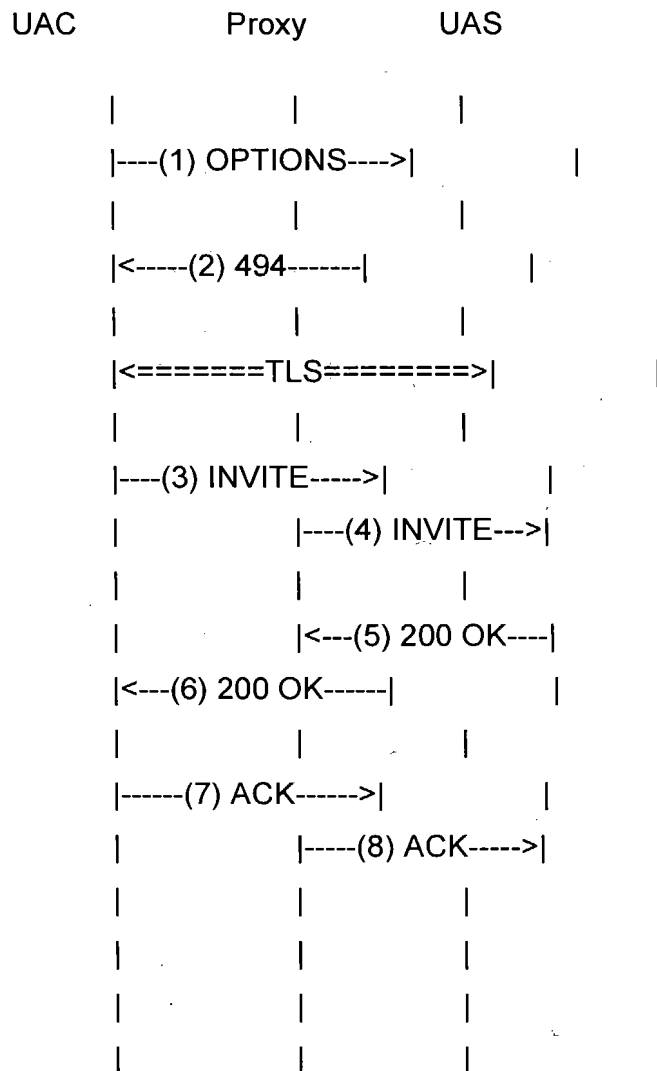 UAC Proxy UAS
| | |
|----(1) OPTIONS---->| |
| | |
|<-----(2) 494-------| |
| | |
|<=======TLS========>| |
| | |
|----(3) INVITE----->| |
| |----(4) INVITE--->|
| | |
| |<---(5) 200 OK----|
|<---(6) 200 OK------| |
| | |
|------(7) ACK------>| |
| |-----(8) ACK----->|
| | |
| | |
| | |
| | |